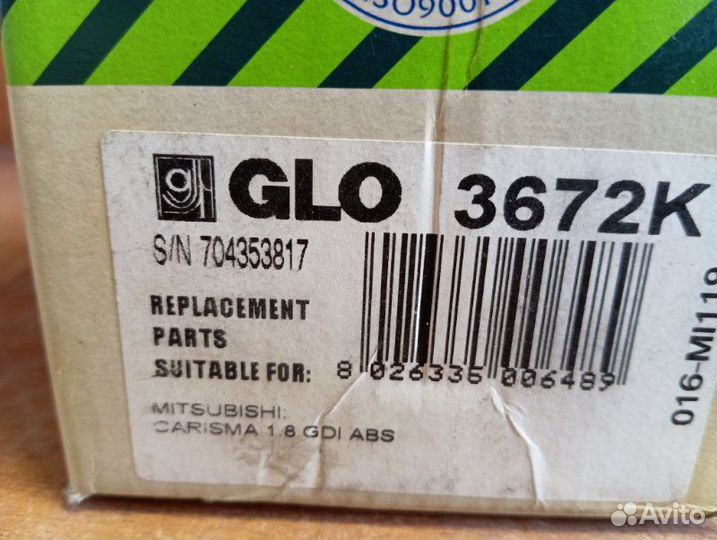 ISO9001
GLO 3672K
S/N 704353817
REPLACEMENT
PARTS
SUITABLE FOR:
8 026335 006489
MITSUBISHI:
CARISMA 1.8 GDI ABS
016-MI119
Avito